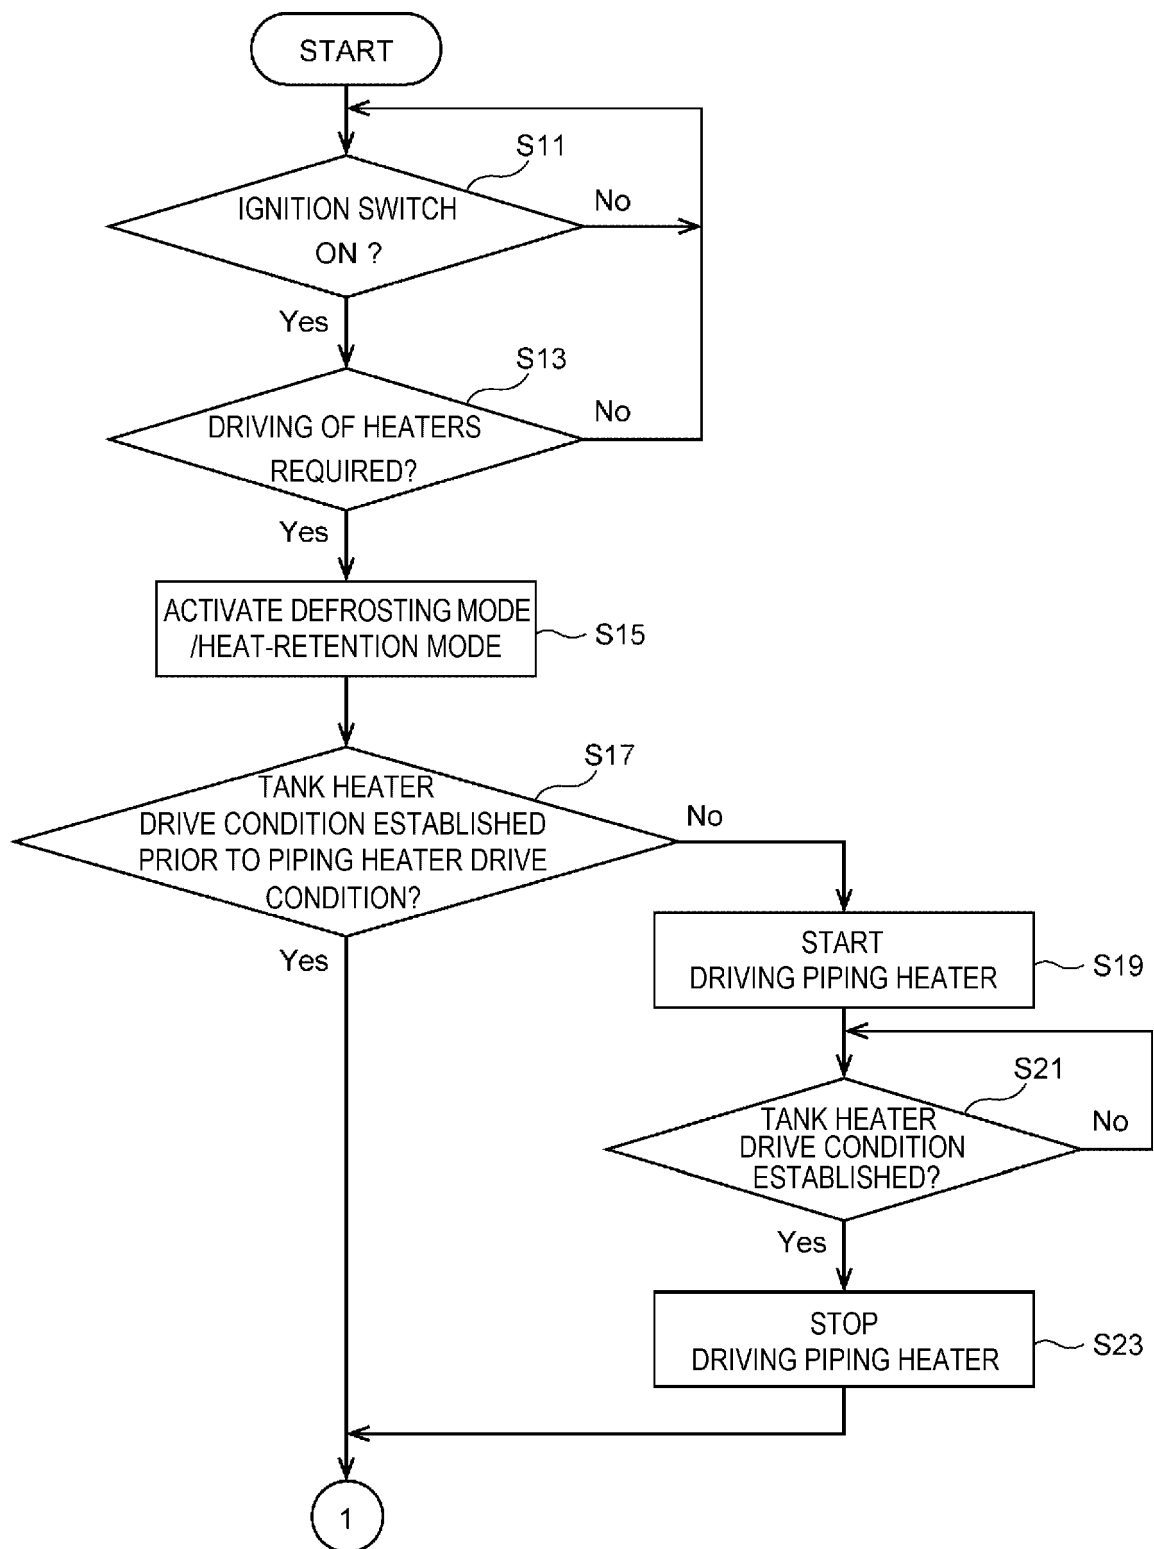 START
S11
IGNITION SWITCH
ON ?
No
Yes
S13
DRIVING OF HEATERS
REQUIRED?
No
Yes
ACTIVATE DEFROSTING MODE
/HEAT-RETENTION MODE
S15
S17
TANK HEATER
DRIVE CONDITION ESTABLISHED
PRIOR TO PIPING HEATER DRIVE
CONDITION?
No
Yes
START
DRIVING PIPING HEATER
S19
S21
TANK HEATER
DRIVE CONDITION
ESTABLISHED?
No
Yes
STOP
DRIVING PIPING HEATER
S23
1